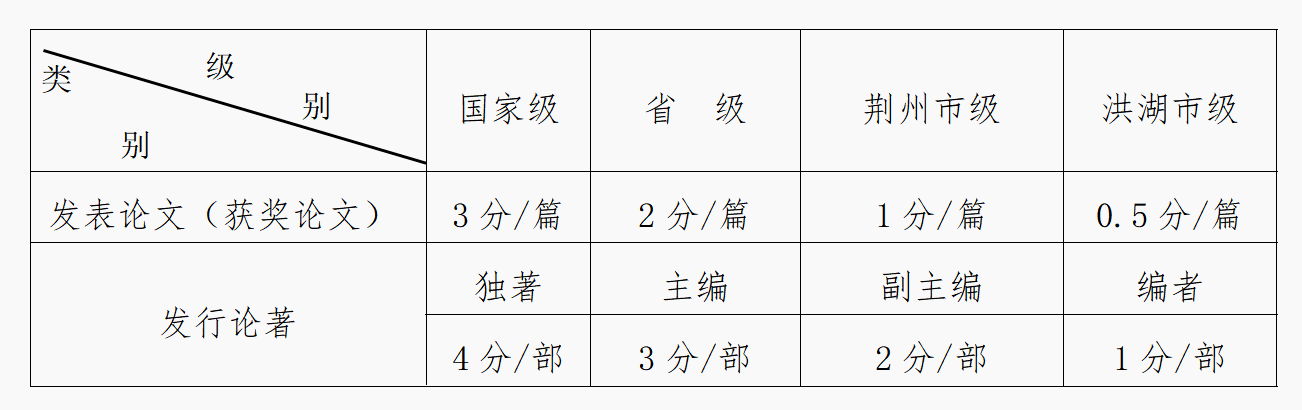 类别 级别 国家级 省 级 荆州市级 洪湖市级
发表论文（获奖论文） 3分/篇 2分/篇 1分/篇 0.5分/篇
发行论著 独著 主编 副主编 编者
4分/部 3分/部 2分/部 1分/部